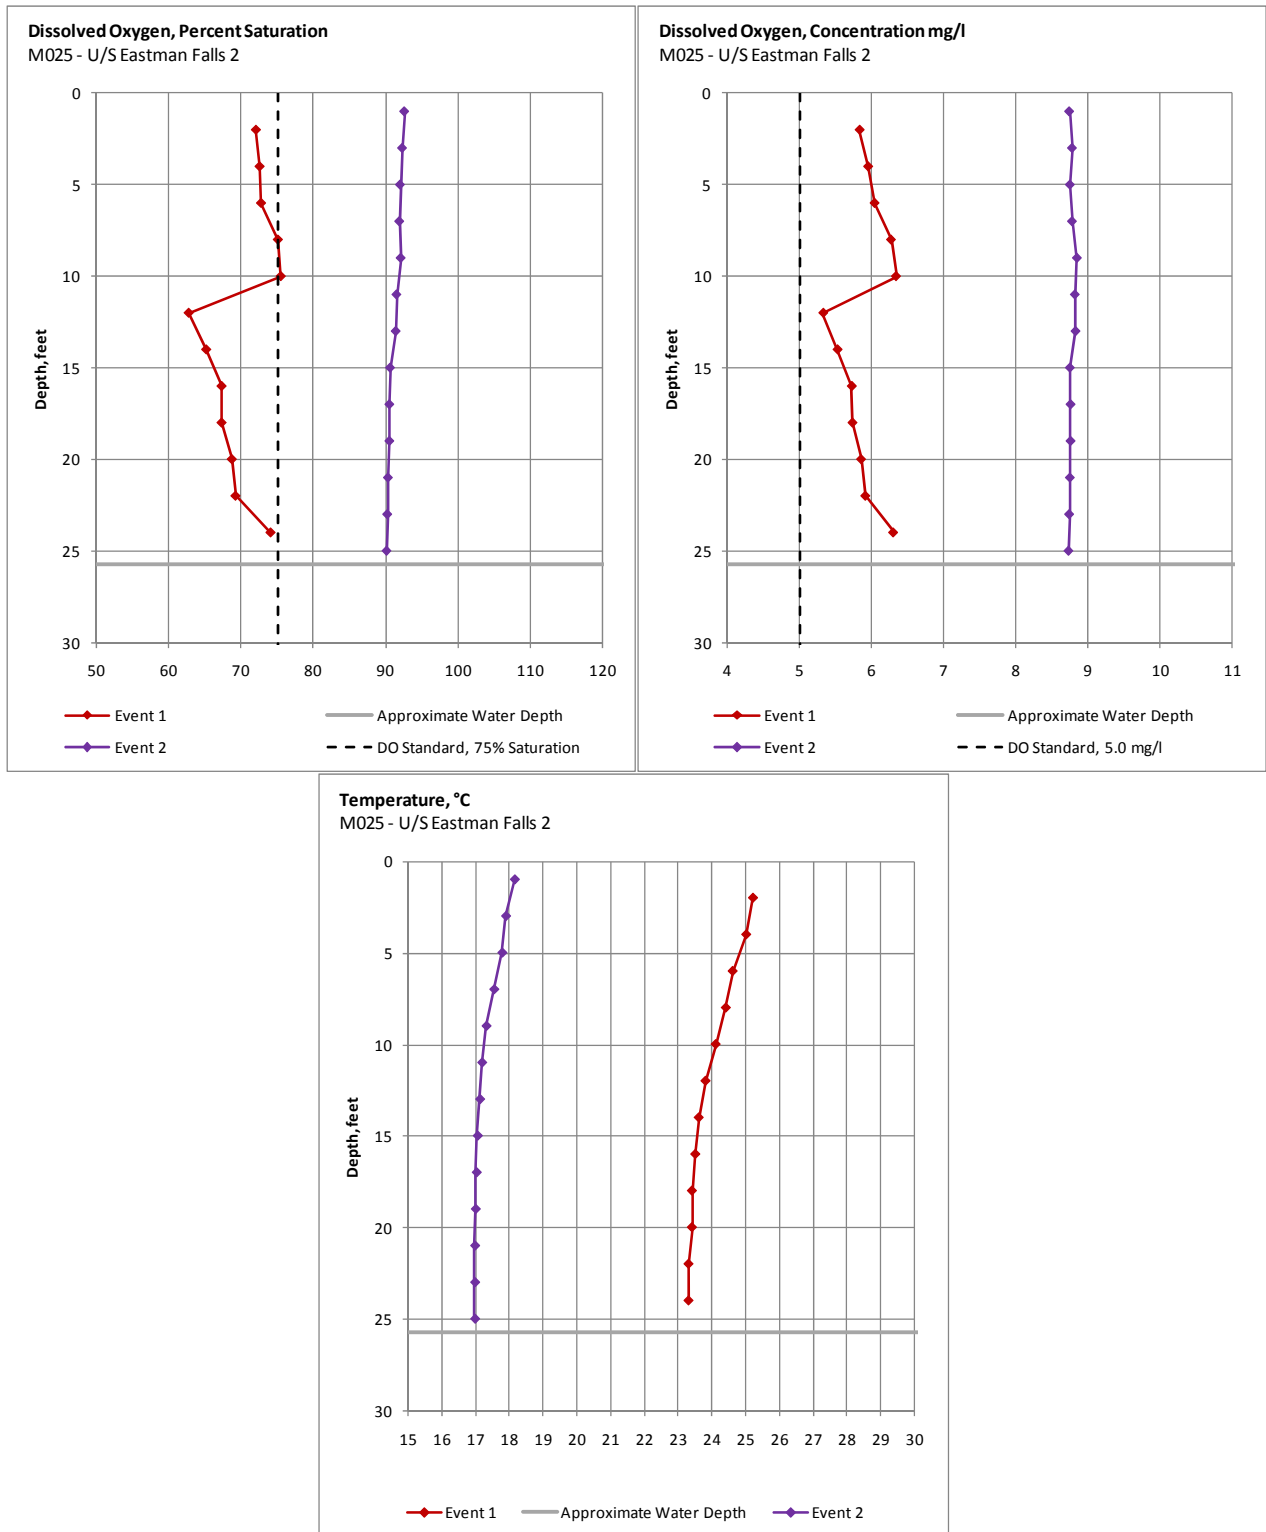 Dissolved Oxygen, Percent Saturation
M025 - U/S Eastman Falls 2
0
5
10
15
20
25
30
Depth, feet
50 60 70 80 90 100 110 120
Event 1 Approximate Water Depth
Event 2 DO Standard, 75% Saturation
Dissolved Oxygen, Concentration mg/l
M025 - U/S Eastman Falls 2
0
5
10
15
20
25
30
Depth, feet
4 5 6 7 8 9 10 11
Event 1 Approximate Water Depth
Event 2 DO Standard, 5.0 mg/l
Temperature, °C
M025 - U/S Eastman Falls 2
0
5
10
15
20
25
30
Depth, feet
15 16 17 18 19 20 21 22 23 24 25 26 27 28 29 30
Event 1 Approximate Water Depth Event 2